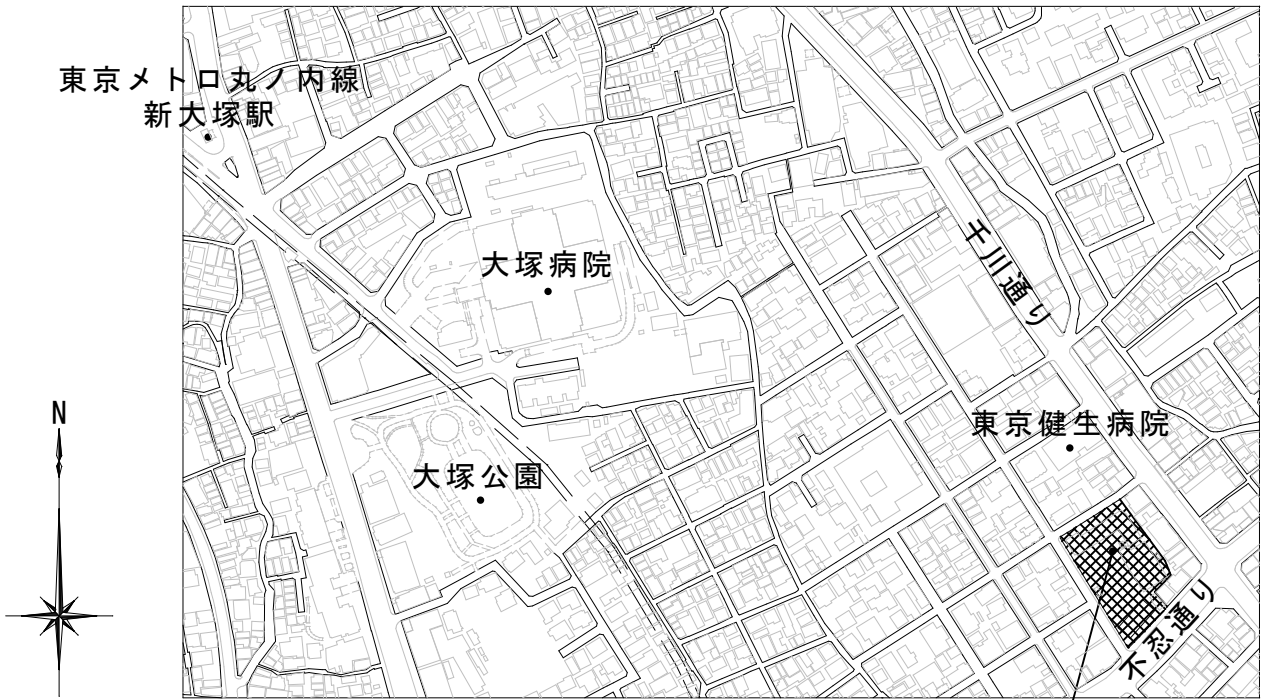 東京メトロ丸ノ内線
新大塚駅
大塚病院
千川通り
N
東京健生病院
大塚公園
不忍通り